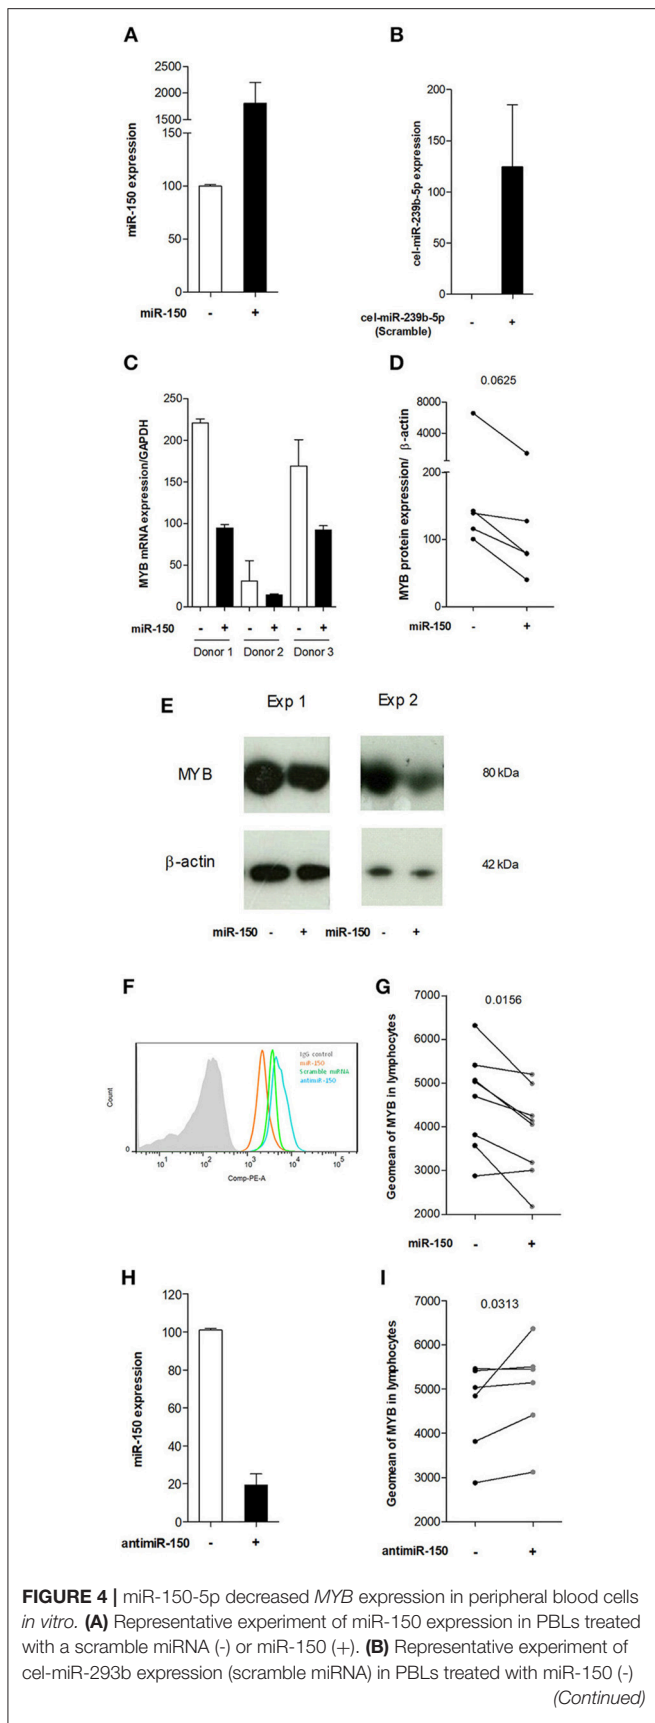 A
miR-150 expression
2500
2000
1500
150
100
50
0
miR-150 - +
B
cel-miR-239b-5p expression
200
150
100
50
0
cel-miR-239b-5p - +
(Scramble)
C
MYB mRNA expression/GAPDH
250
200
150
100
50
0
miR-150 - + - + - +
Donor 1 Donor 2 Donor 3
D
0.0625
MYB protein expression/ β-actin
8000
4000
200
100
0
miR-150 - +
E
Exp 1 Exp 2
MYB 80 kDa
β-actin 42 kDa
miR-150 - + miR-150 - +
F
Count
0
IgG control
miR-150
Scramble miRNA
antimiR-150
10¹ 10² 10³ 10⁴ 10⁵
Comp-PE-A
G
0.0156
Geomean of MYB in lymphocytes
7000
6000
5000
4000
3000
2000
miR-150 - +
H
miR-150 expression
120
100
80
60
40
20
0
antimiR-150 - +
I
0.0313
Geomean of MYB in lymphocytes
7000
6000
5000
4000
3000
2000
antimiR-150 - +
FIGURE 4 | miR-150-5p decreased MYB expression in peripheral blood cells
in vitro. (A) Representative experiment of miR-150 expression in PBLs treated
with a scramble miRNA (-) or miR-150 (+). (B) Representative experiment of
cel-miR-293b expression (scramble miRNA) in PBLs treated with miR-150 (-)
(Continued)